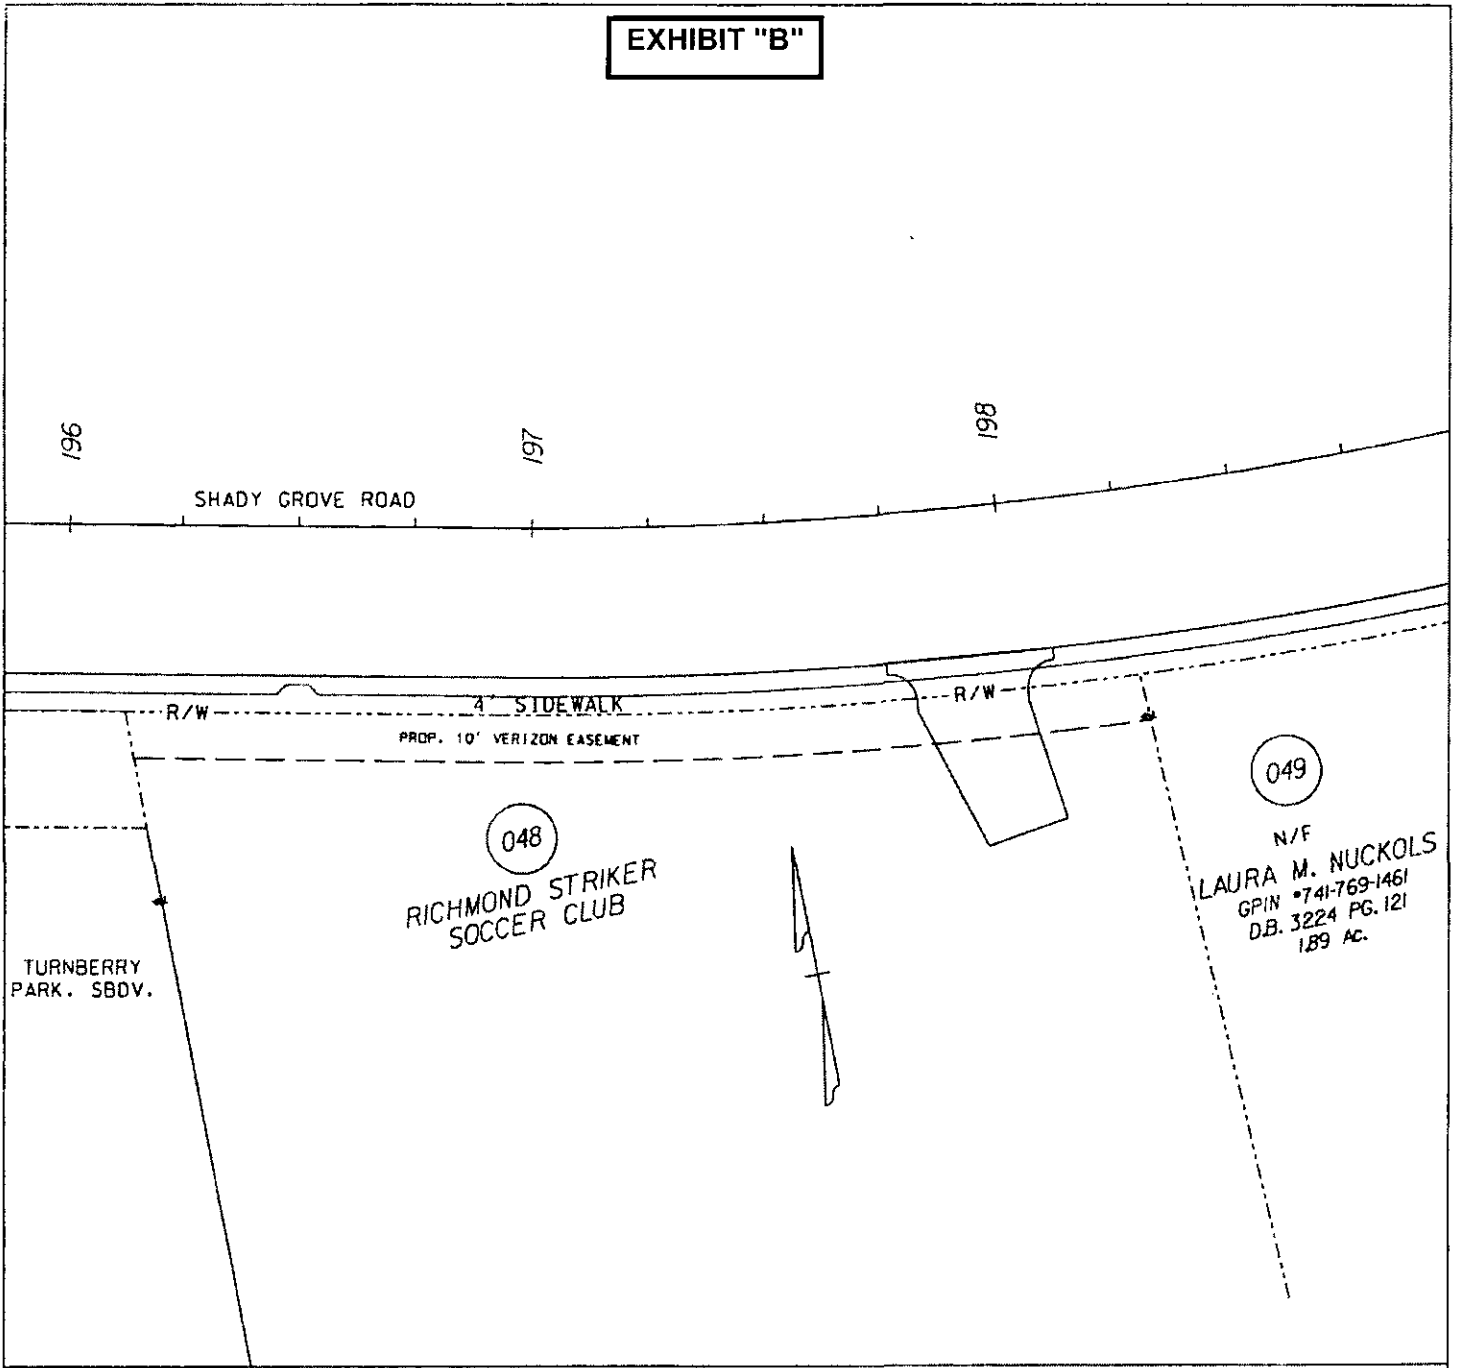 EXHIBIT "B"
196
197
198
SHADY GROVE ROAD
4' SIDEWALK
R/W
R/W
PROP. 10' VERIZON EASEMENT
048
RICHMOND STRIKER
SOCCER CLUB
049
N/F
LAURA M. NUCKOLS
GPIN *741-769-1461
D.B. 3224 PG. 121
1.89 AC.
TURNBERRY
PARK. SBDV.